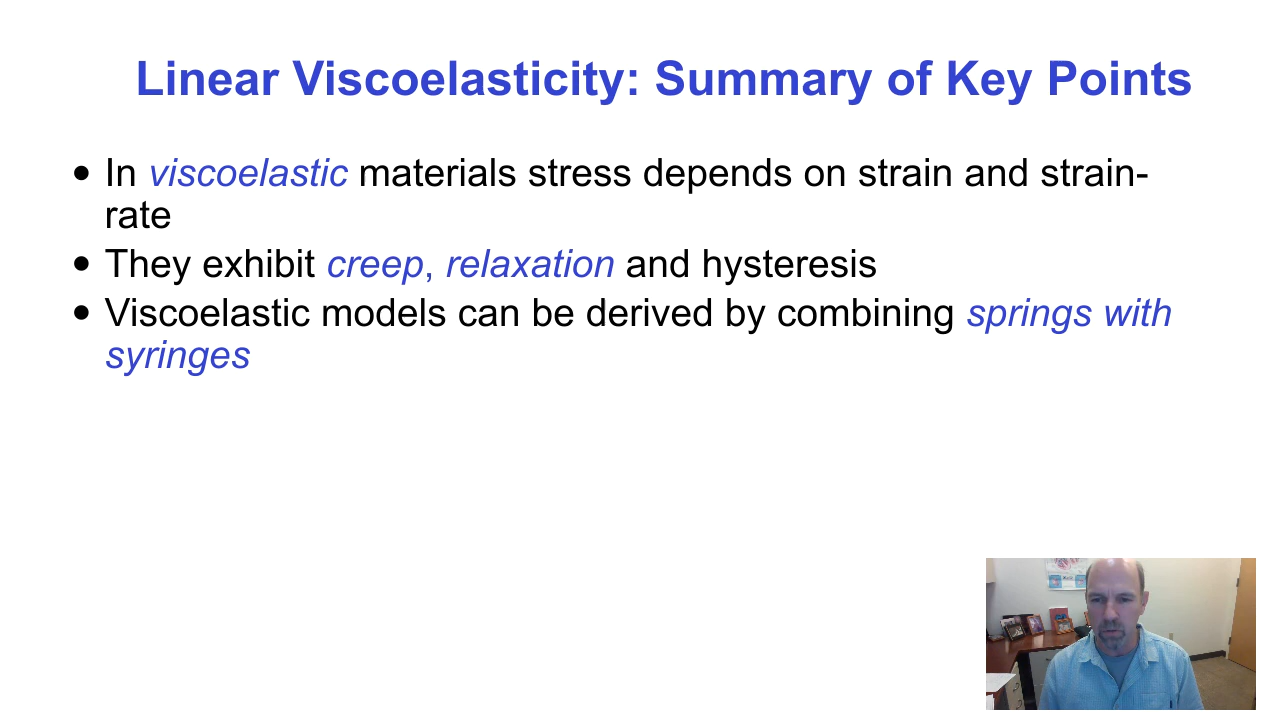 Linear Viscoelasticity: Summary of Key Points
• In viscoelastic materials stress depends on strain and strain-
rate
• They exhibit creep, relaxation and hysteresis
• Viscoelastic models can be derived by combining springs with
syringes